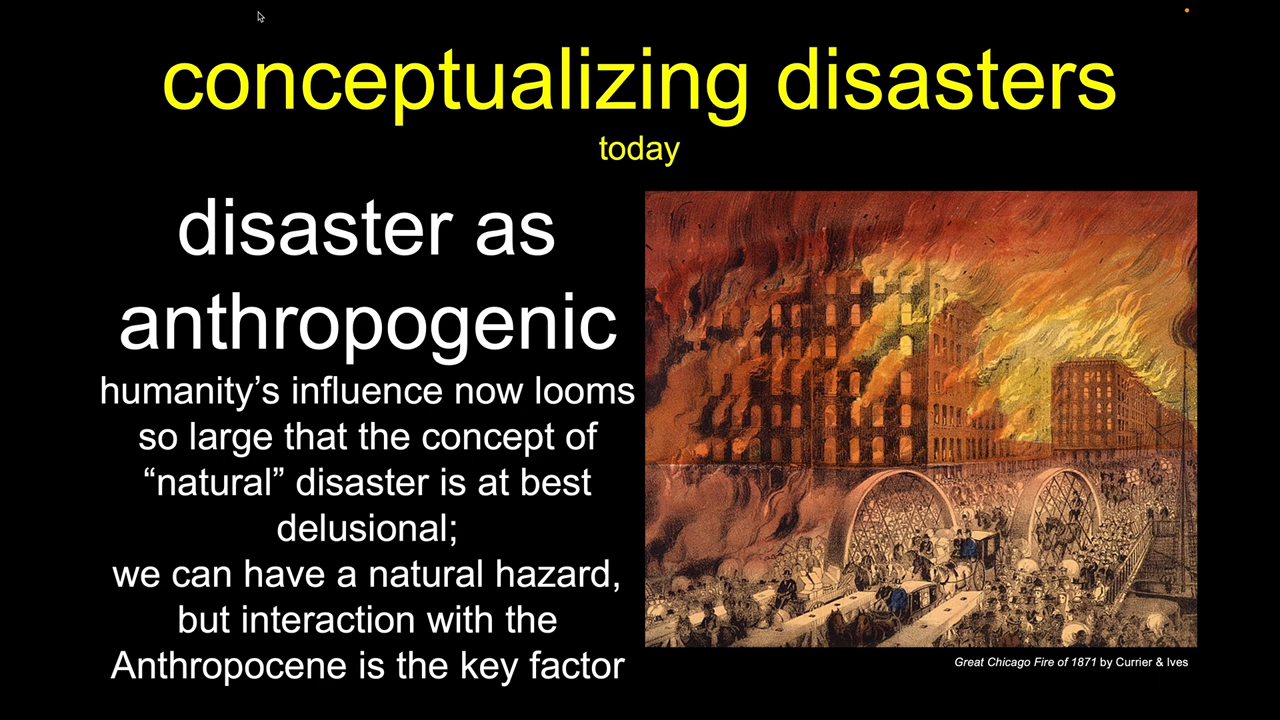 conceptualizing disasters
today
disaster as
anthropogenic
humanity’s influence now looms
so large that the concept of
“natural” disaster is at best
delusional;
we can have a natural hazard,
but interaction with the
Anthropocene is the key factor
Great Chicago Fire of 1871 by Currier & Ives